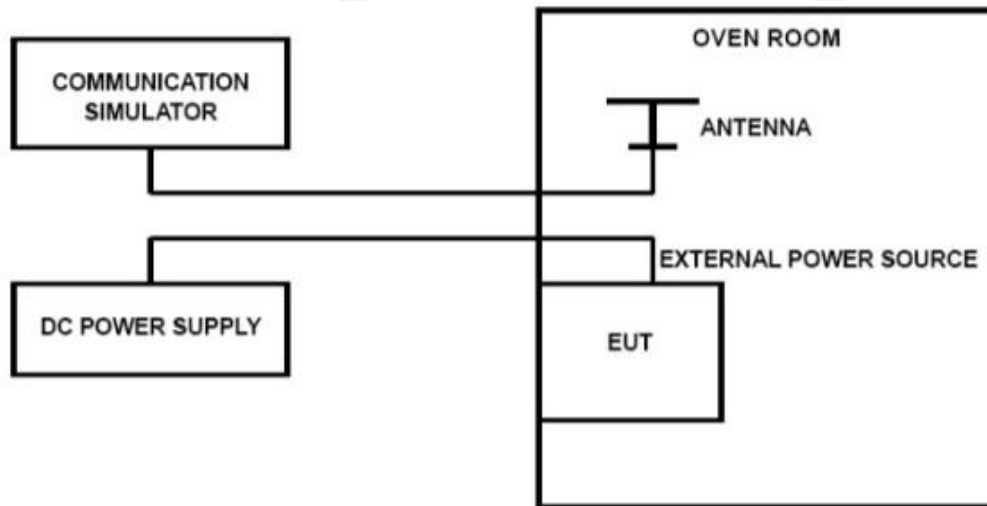 OVEN ROOM
COMMUNICATION
SIMULATOR
ANTENNA
EXTERNAL POWER SOURCE
DC POWER SUPPLY
EUT